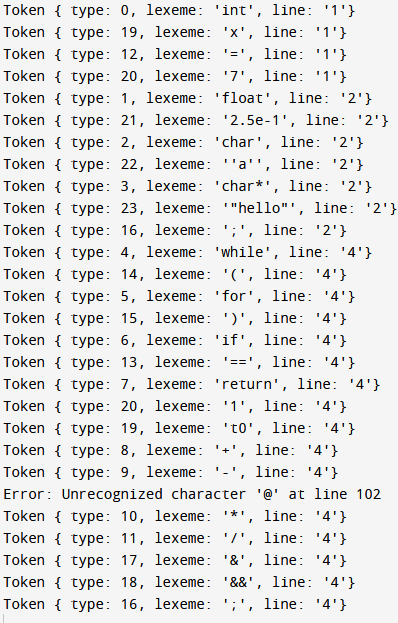 Token { type: 0, lexeme: 'int', line: '1'}
Token { type: 19, lexeme: 'x', line: '1'}
Token { type: 12, lexeme: '=', line: '1'}
Token { type: 20, lexeme: '7', line: '1'}
Token { type: 1, lexeme: 'float', line: '2'}
Token { type: 21, lexeme: '2.5e-1', line: '2'}
Token { type: 2, lexeme: 'char', line: '2'}
Token { type: 22, lexeme: ''a'', line: '2'}
Token { type: 3, lexeme: 'char*', line: '2'}
Token { type: 23, lexeme: '"hello"', line: '2'}
Token { type: 16, lexeme: ';', line: '2'}
Token { type: 4, lexeme: 'while', line: '4'}
Token { type: 14, lexeme: '(', line: '4'}
Token { type: 5, lexeme: 'for', line: '4'}
Token { type: 15, lexeme: ')', line: '4'}
Token { type: 6, lexeme: 'if', line: '4'}
Token { type: 13, lexeme: '==', line: '4'}
Token { type: 7, lexeme: 'return', line: '4'}
Token { type: 20, lexeme: '1', line: '4'}
Token { type: 19, lexeme: 't0', line: '4'}
Token { type: 8, lexeme: '+', line: '4'}
Token { type: 9, lexeme: '-', line: '4'}
Error: Unrecognized character '@' at line 102
Token { type: 10, lexeme: '*', line: '4'}
Token { type: 11, lexeme: '/', line: '4'}
Token { type: 17, lexeme: '&', line: '4'}
Token { type: 18, lexeme: '&&', line: '4'}
Token { type: 16, lexeme: ';', line: '4'}